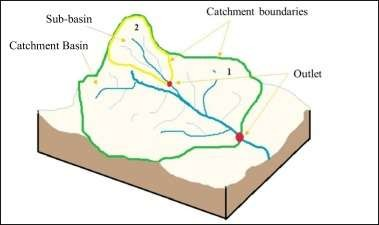 Sub-basin
Catchment boundaries
2
Catchment Basin
1
Outlet